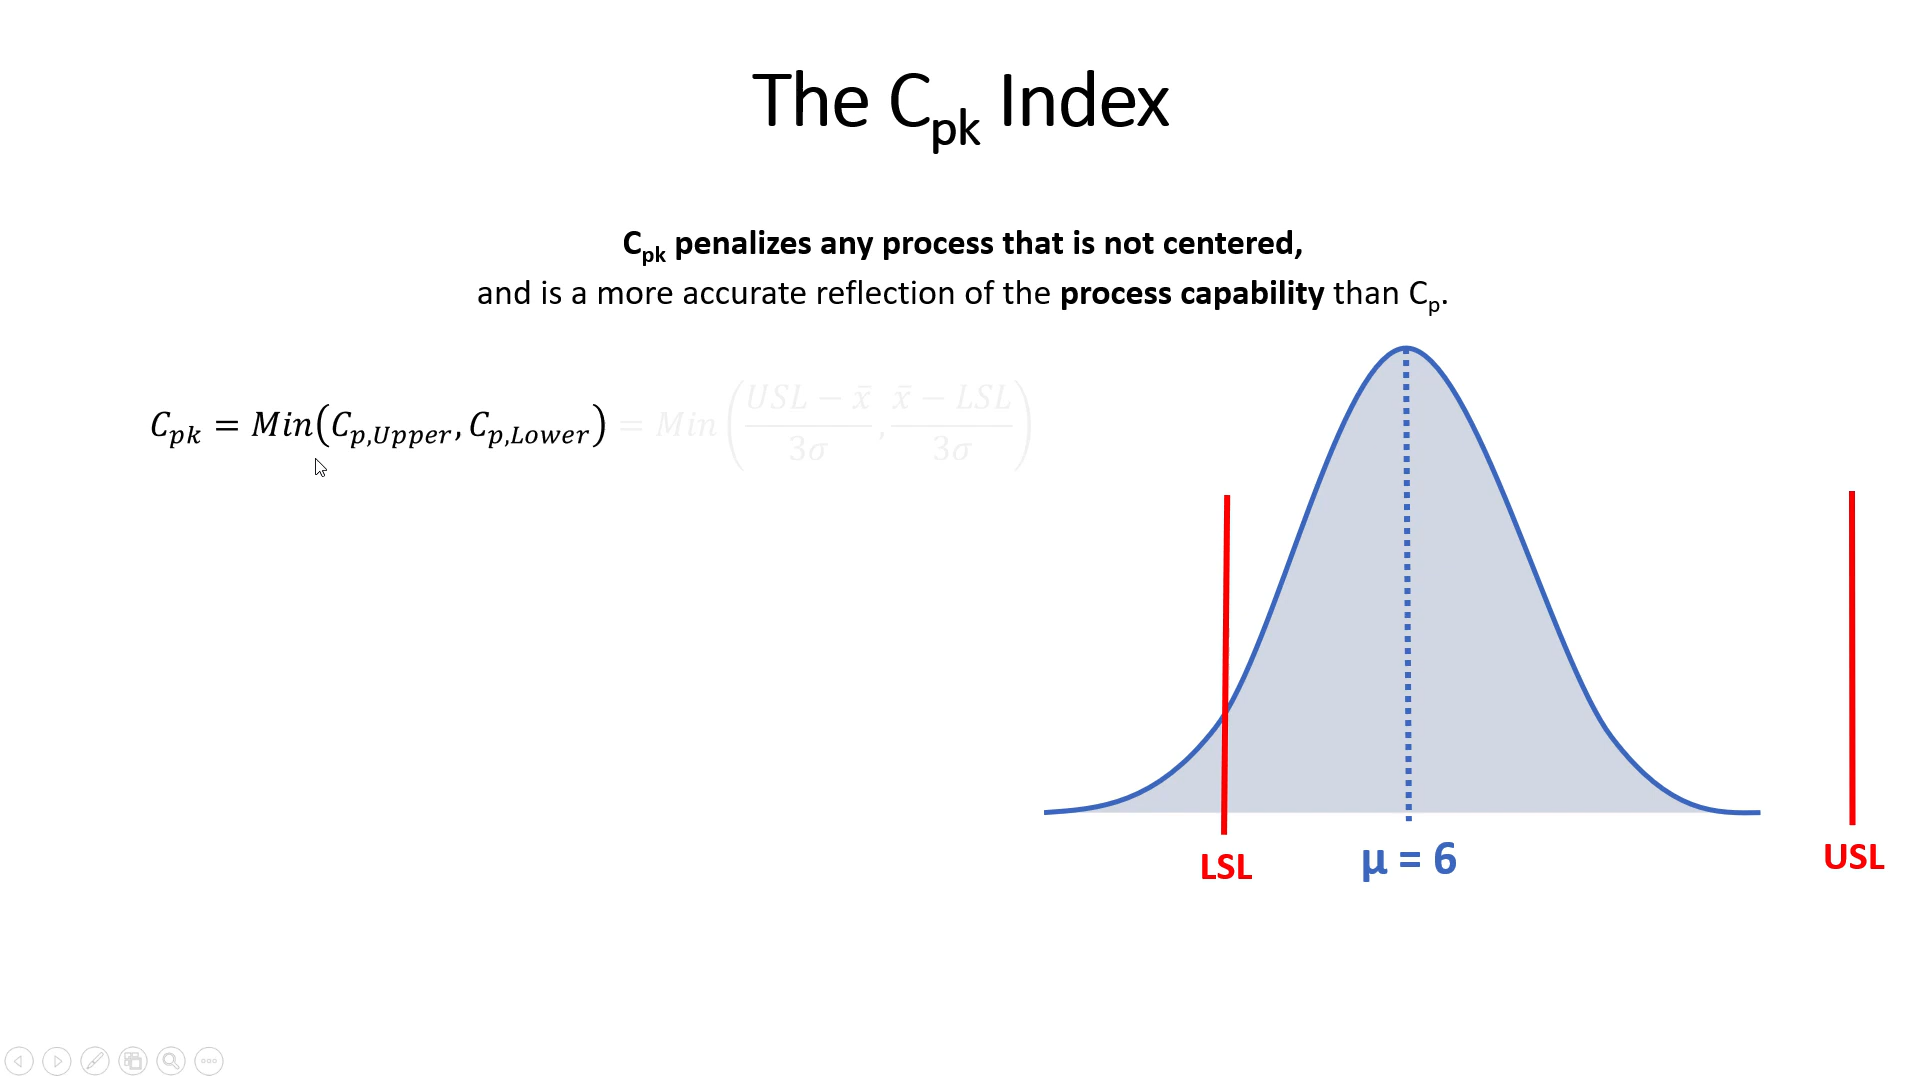 The Cpk Index
Cpk penalizes any process that is not centered,
and is a more accurate reflection of the process capability than Cp.
Cpk = Min(Cp,Upper, Cp,Lower) = Min((USL − x̄)/3σ, (x̄ − LSL)/3σ)
LSL
μ = 6
USL